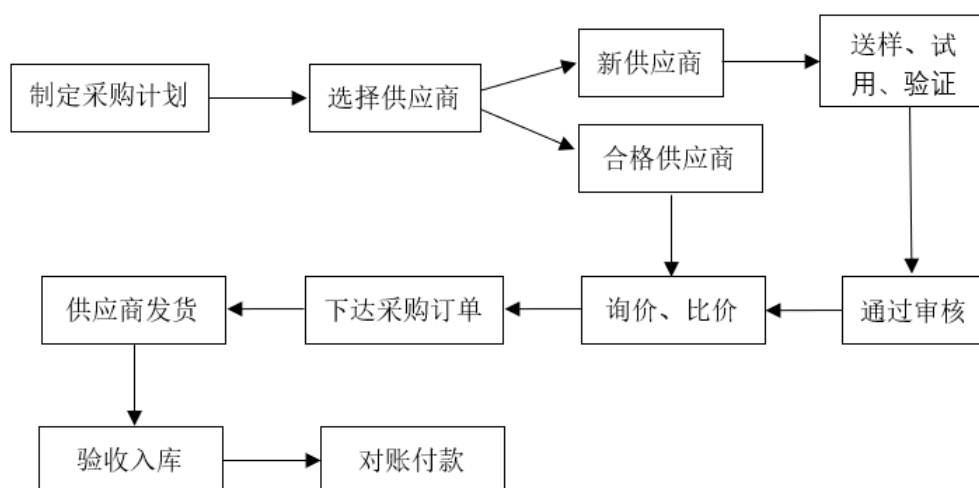 制定采购计划
选择供应商
新供应商
送样、试
用、验证
合格供应商
供应商发货
下达采购订单
询价、比价
通过审核
验收入库
对账付款